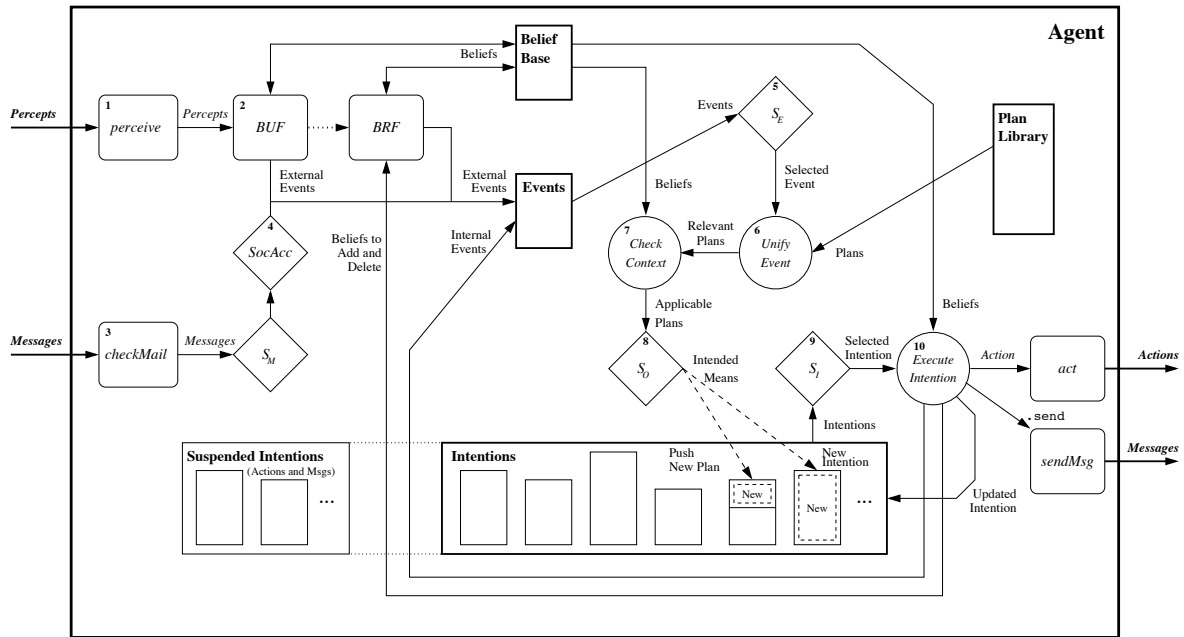 Agent
Belief
Base
Beliefs
5
S_E
Events
Plan
Library
Percepts
1
perceive
Percepts
2
BUF
BRF
External
Events
External
Events
Events
Selected
Event
Beliefs
4
SocAcc
Beliefs to
Add and
Delete
Internal
Events
7
Check
Context
Relevant
Plans
6
Unify
Event
Plans
Applicable
Plans
Beliefs
Messages
3
checkMail
Messages
S_M
8
S_O
Intended
Means
9
S_I
Selected
Intention
10
Execute
Intention
Action
act
Actions
.send
sendMsg
Messages
Intentions
Suspended Intentions
(Actions and Msgs)
...
Intentions
Push
New Plan
New
Intention
New
New
...
Updated
Intention